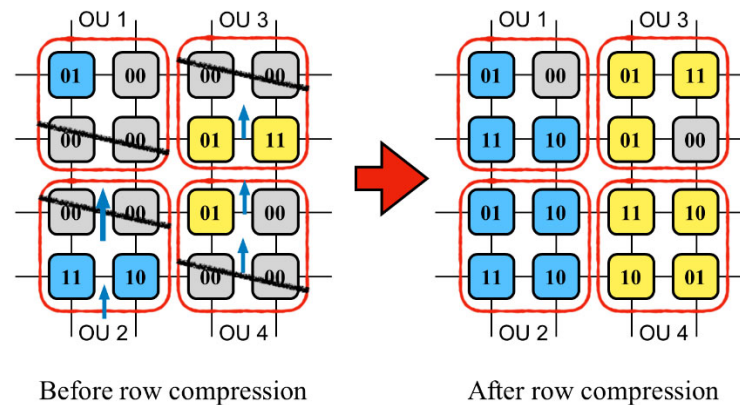 OU 1 OU 3 OU 1 OU 3
01 00 00 00 01 00 01 11
00 00 01 11 11 10 01 00
00 00 01 00 01 10 11 10
11 10 00 00 11 10 10 01
OU 2 OU 4 OU 2 OU 4
Before row compression After row compression